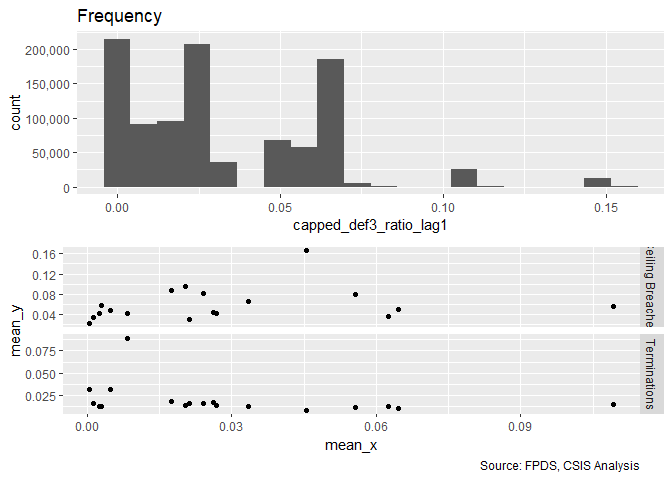 Frequency
200,000
150,000
100,000
50,000
0
count
0.00 0.05 0.10 0.15
capped_def3_ratio_lag1
0.16
0.12
0.08
0.04
0.075
0.050
0.025
mean_y
Terminations
0.00 0.03 0.06 0.09
mean_x
Source: FPDS, CSIS Analysis